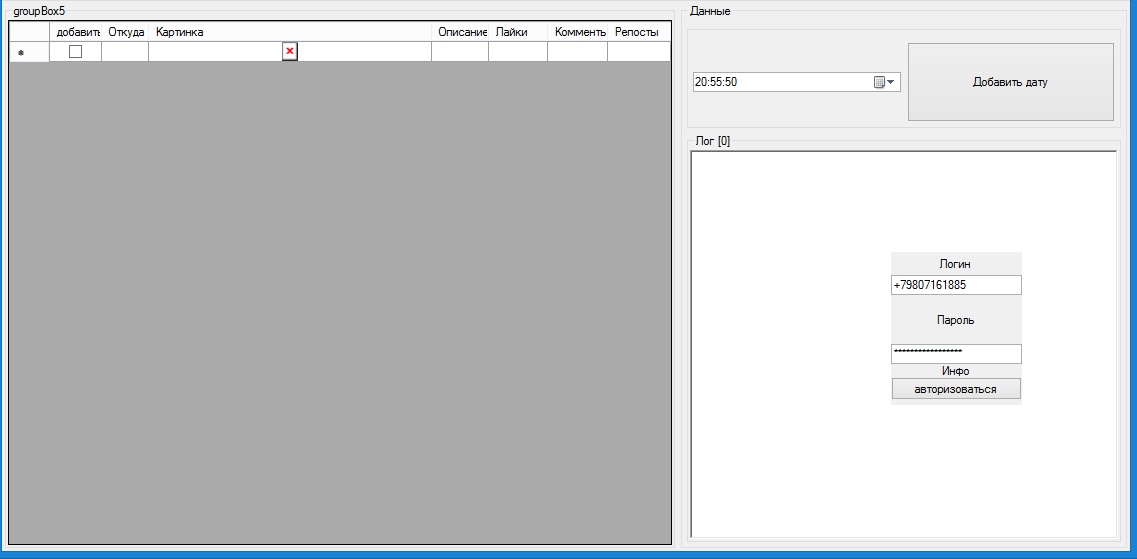 groupBox5
добавить Откуда Картинка Описание Лайки Комменты Репосты
Данные
20:55:50
Добавить дату
Лог [0]
Логин
+79807161885
Пароль
*****************
Инфо
авторизоваться